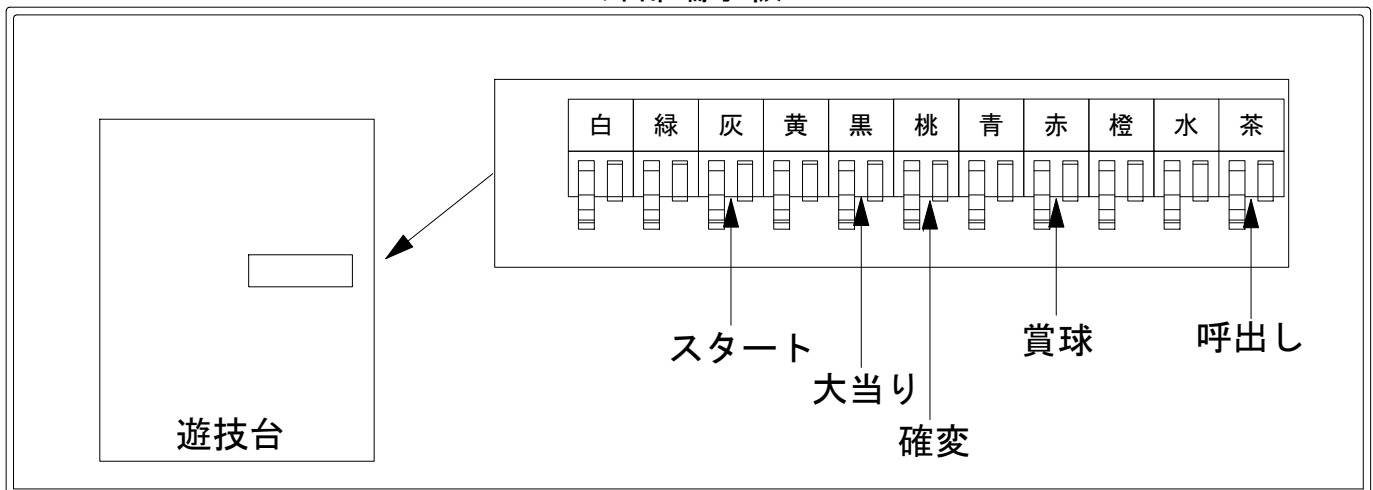 白 緑 灰 黄 黒 桃 青 赤 橙 水 茶
スタート
大当り
確変
賞球
呼出し
遊技台